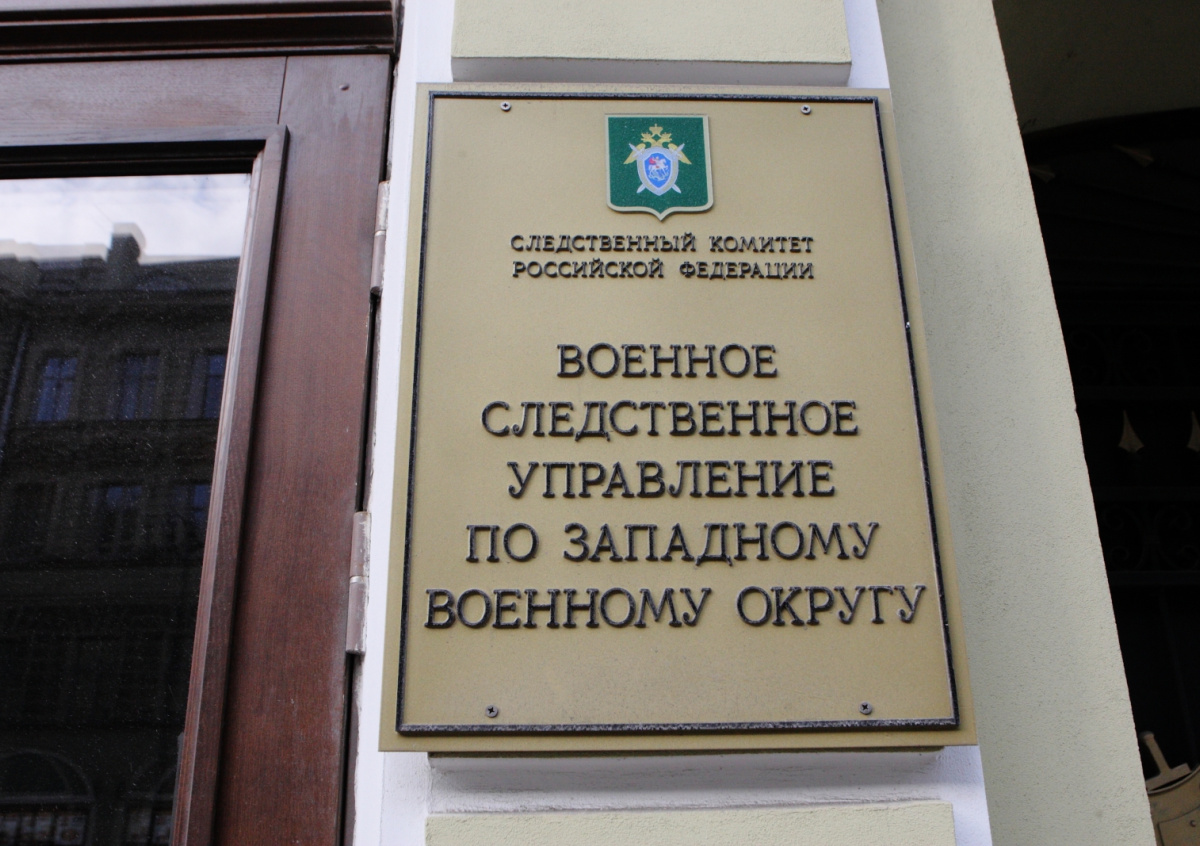 СЛЕДСТВЕННЫЙ КОМИТЕТ
РОССИЙСКОЙ ФЕДЕРАЦИИ
ВОЕННОЕ
СЛЕДСТВЕННОЕ
УПРАВЛЕНИЕ
ПО ЗАПАДНОМУ
ВОЕННОМУ ОКРУГУ